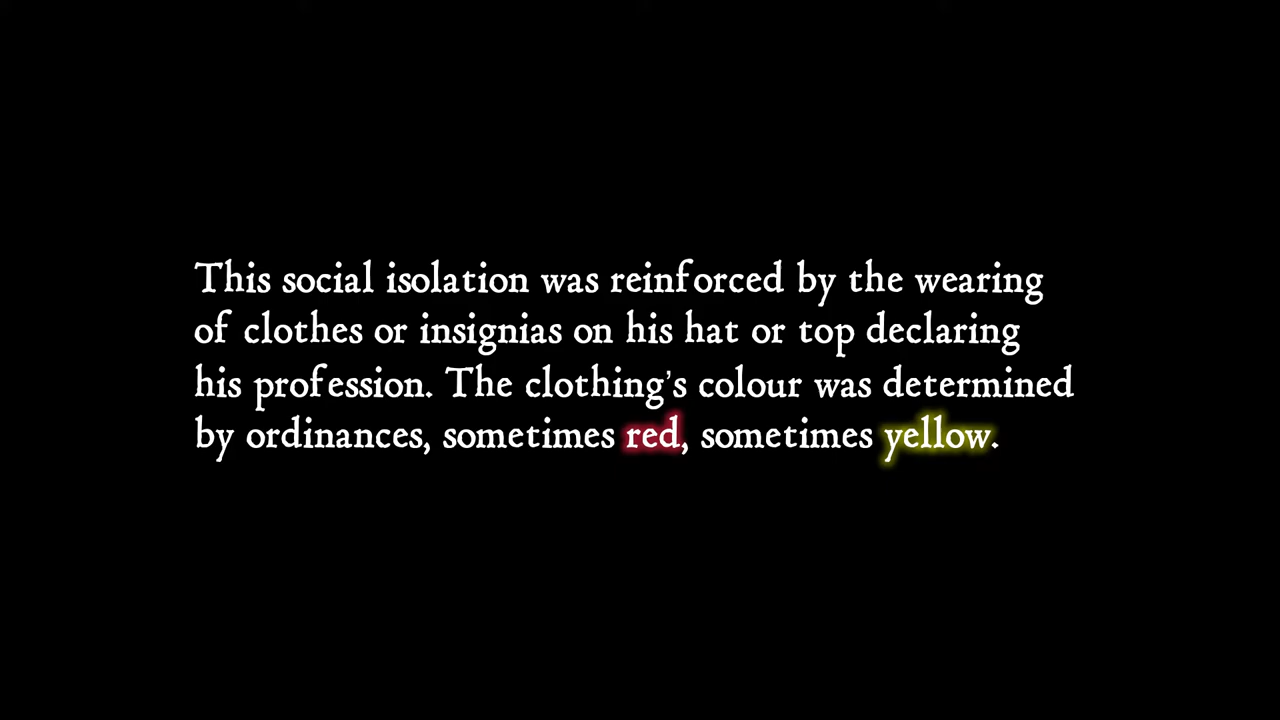 This social isolation was reinforced by the wearing
of clothes or insignias on his hat or top declaring
his profession. The clothing's colour was determined
by ordinances, sometimes red, sometimes yellow.